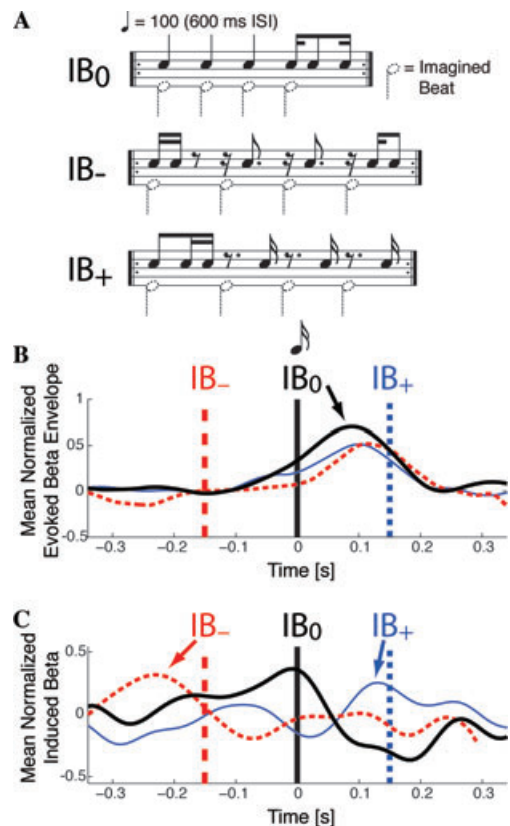 A
♩ = 100 (600 ms ISI)
IB0
= Imagined Beat
IB-
IB+
B
IB- IB0 IB+
Mean Normalized
Evoked Beta Envelope
1
0.5
0
-0.5
-0.3 -0.2 -0.1 0 0.1 0.2 0.3
Time [s]
C
IB- IB0 IB+
Mean Normalized
Induced Beta
0.5
0
-0.5
-0.3 -0.2 -0.1 0 0.1 0.2 0.3
Time [s]